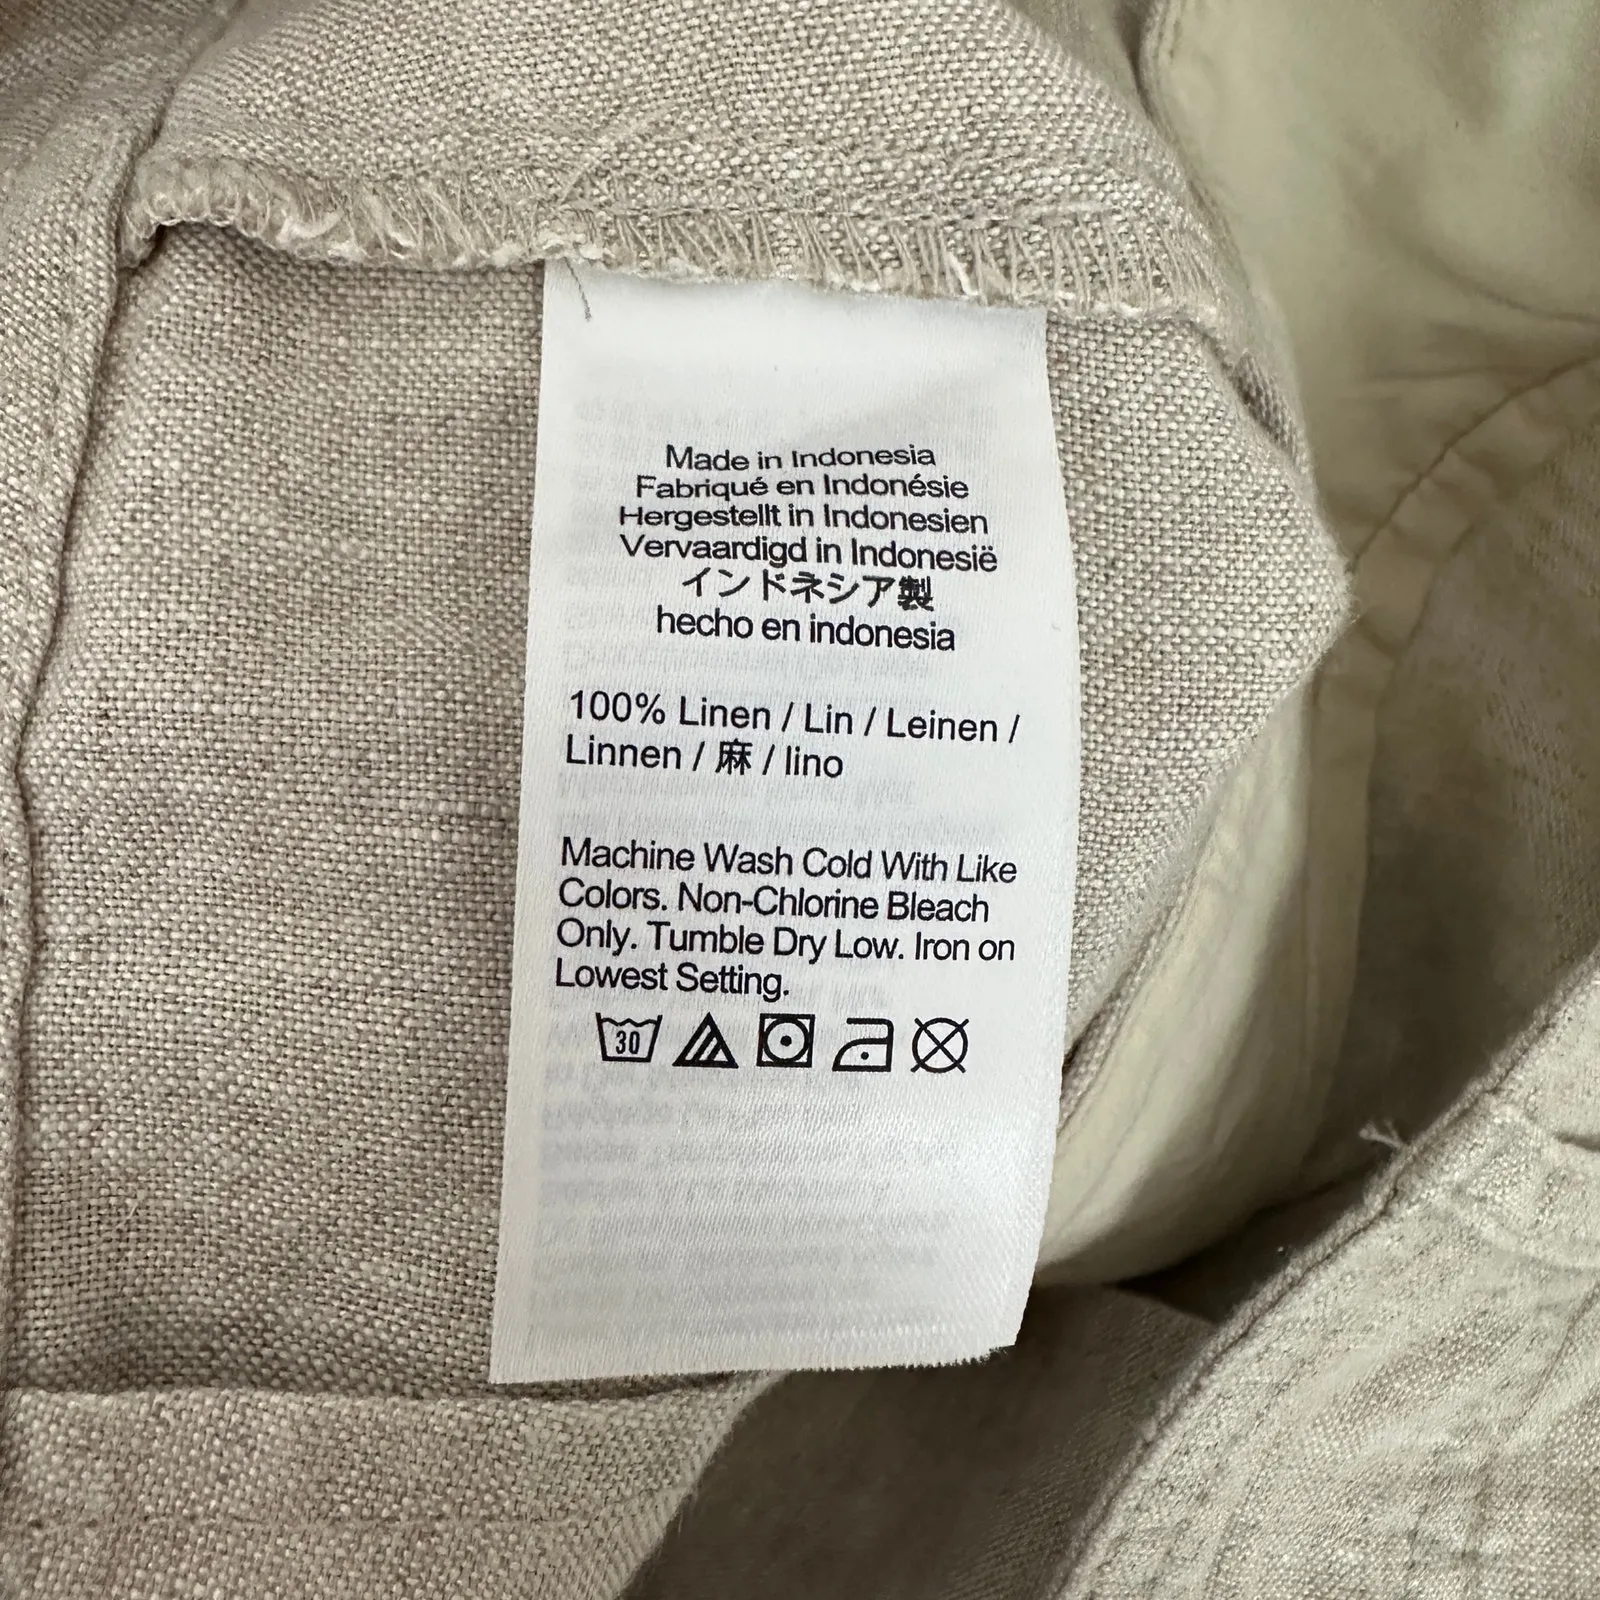 Made in Indonesia
Fabriqué en Indonésie
Hergestellt in Indonesien
Vervaardigd in Indonesië
インドネシア製
hecho en indonesia
100% Linen / Lin / Leinen /
Linnen / 麻 / lino
Machine Wash Cold With Like
Colors. Non-Chlorine Bleach
Only. Tumble Dry Low. Iron on
Lowest Setting.
30